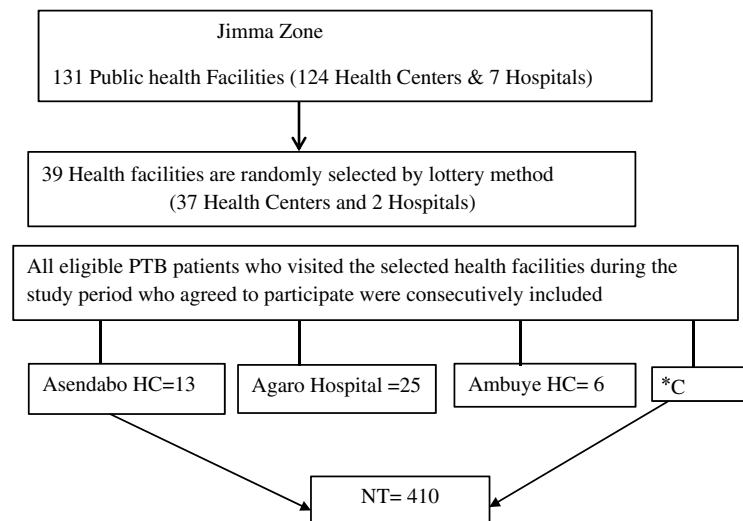 Jimma Zone
131 Public health Facilities (124 Health Centers & 7 Hospitals)
39 Health facilities are randomly selected by lottery method
(37 Health Centers and 2 Hospitals)
All eligible PTB patients who visited the selected health facilities during the
study period who agreed to participate were consecutively included
Asendabo HC=13
Agaro Hospital =25
Ambuye HC= 6
*C
NT= 410